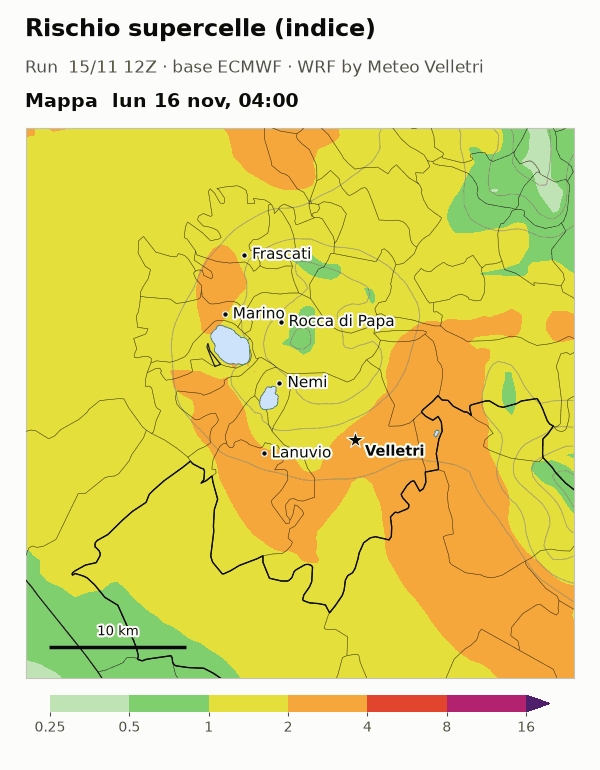 Rischio supercelle (indice)
Run  15/11 12Z · base ECMWF · WRF by Meteo Velletri
Mappa  lun 16 nov, 04:00
Frascati
Marino
Rocca di Papa
Nemi
Velletri
Lanuvio
10 km
0.25 0.5 1 2 4 8 16